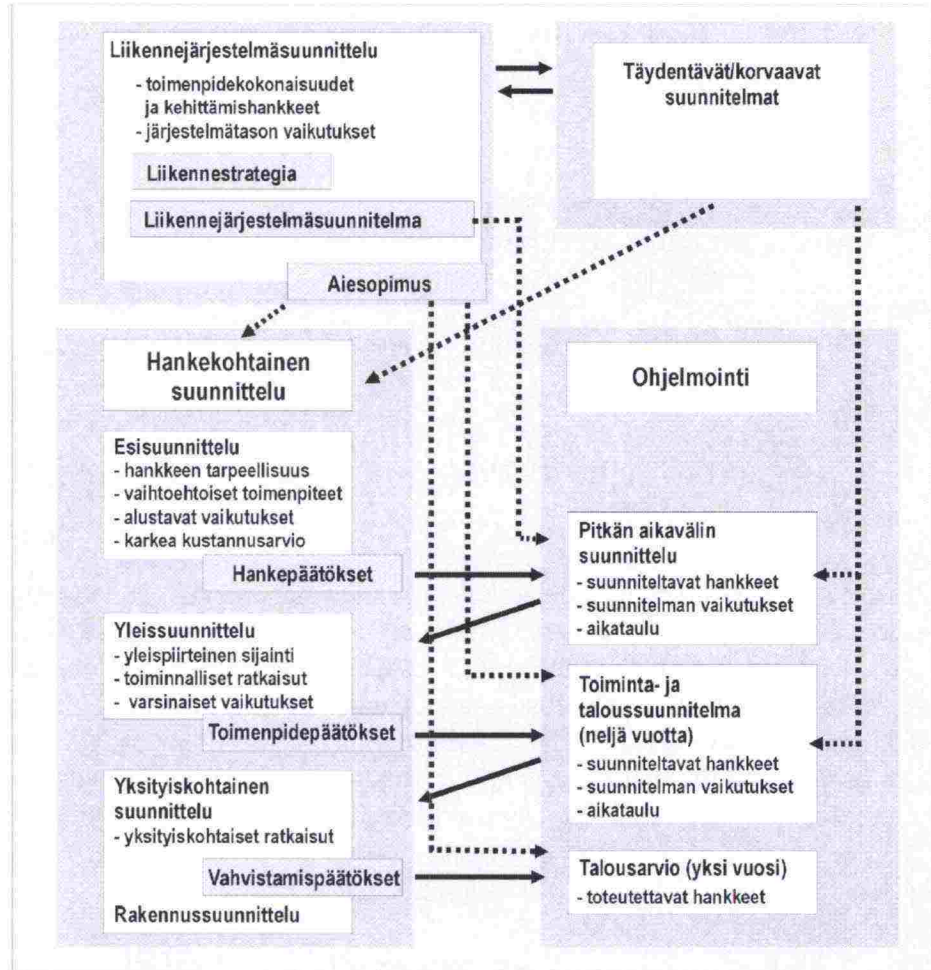 Liikennejärjestelmäsuunnittelu
- toimenpidekokonaisuudet
ja kehittämishankkeet
- järjestelmätason vaikutukset
Liikennestrategia
Liikennejärjestelmäsuunnitelma
Aiesopimus
Täydentävät/korvaavat
suunnitelmat
Hankekohtainen
suunnittelu
Esisuunnittelu
- hankkeen tarpeellisuus
- vaihtoehtoiset toimenpiteet
- alustavat vaikutukset
- karkea kustannusarvio
Hankepäätökset
Yleissuunnittelu
- yleispiirteinen sijainti
- toiminnalliset ratkaisut
- varsinaiset vaikutukset
Toimenpidepäätökset
Yksityiskohtainen
suunnittelu
- yksityiskohtaiset ratkaisut
Vahvistamispäätökset
Rakennussuunnittelu
Ohjelmointi
Pitkän aikavälin
suunnittelu
- suunniteltavat hankkeet
- suunnitelman vaikutukset
- aikataulu
Toiminta- ja
taloussuunnitelma
(neljä vuotta)
- suunniteltavat hankkeet
- suunnitelman vaikutukset
- aikataulu
Talousarvio (yksi vuosi)
- toteutettavat hankkeet